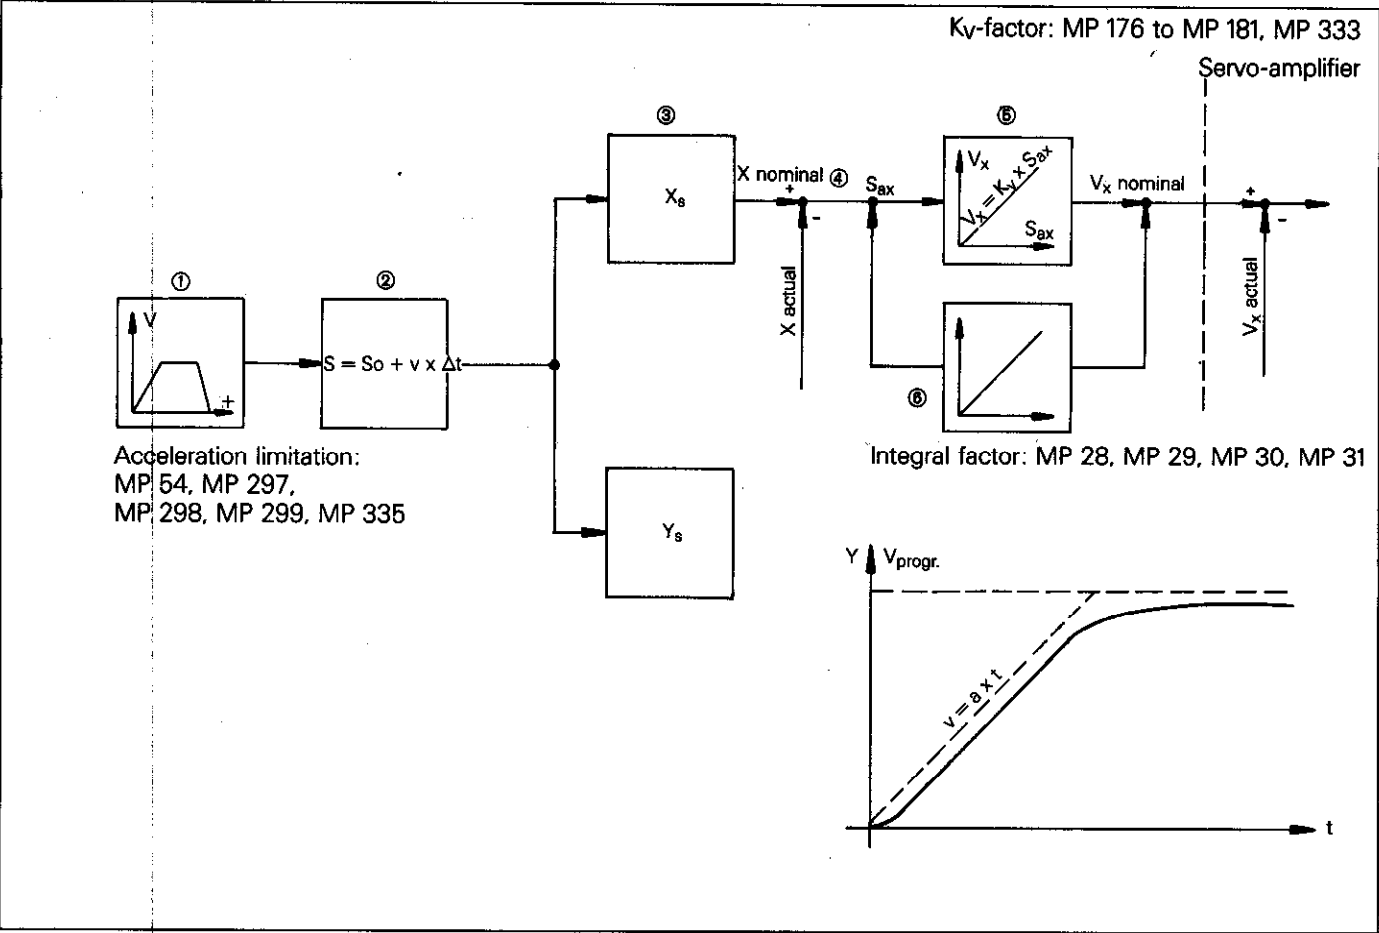 Kv-factor: MP 176 to MP 181, MP 333
Servo-amplifier
③
⑤
Xs
X nominal ④
+
-
X actual
Sax
Vx
Vx = Kv x Sax
Sax
Vx nominal
+
-
Vx actual
①
V
+
②
S = So + v x Δt
⑥
Acceleration limitation:
MP 54, MP 297,
MP 298, MP 299, MP 335
Integral factor: MP 28, MP 29, MP 30, MP 31
Ys
Y
Vprogr.
v = a x t
t